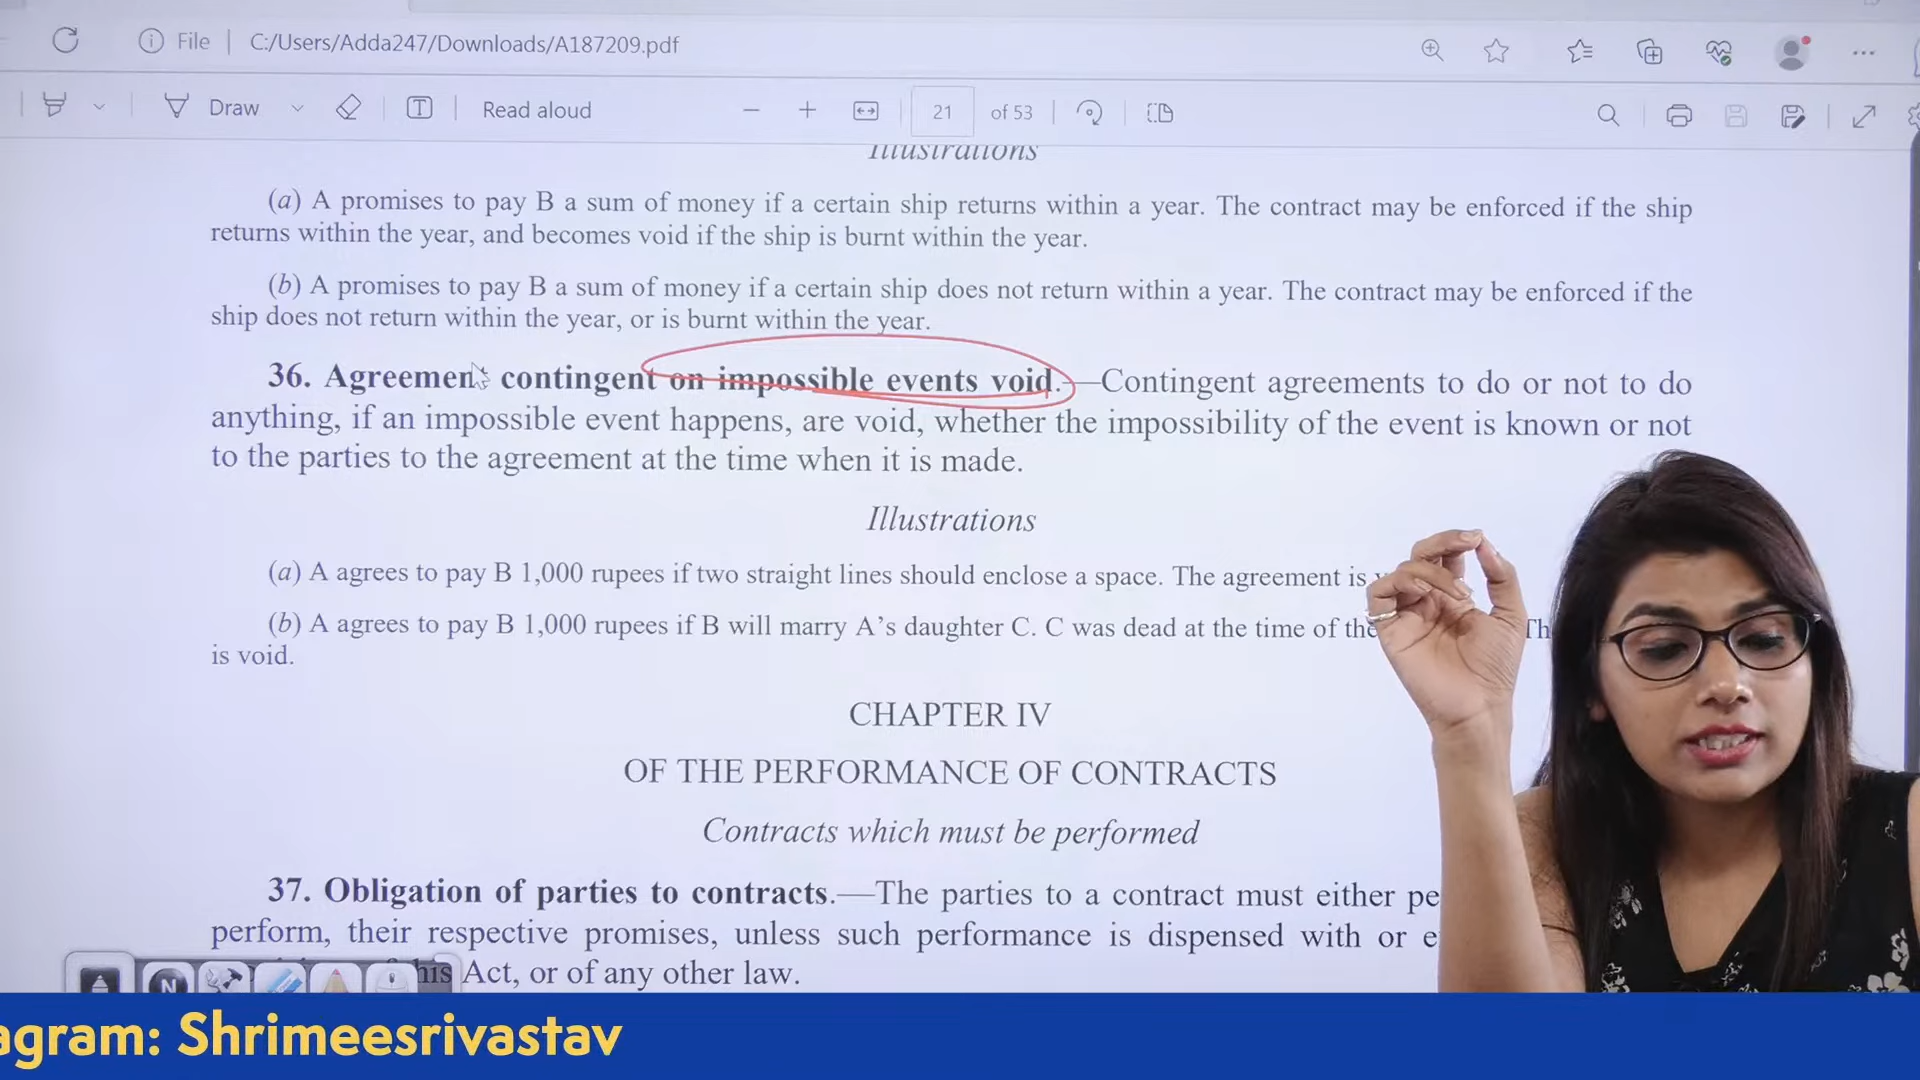 File | C:/Users/Adda247/Downloads/A187209.pdf
Draw
Read aloud
21 of 53
Illustrations
(a) A promises to pay B a sum of money if a certain ship returns within a year. The contract may be enforced if the ship
returns within the year, and becomes void if the ship is burnt within the year.
(b) A promises to pay B a sum of money if a certain ship does not return within a year. The contract may be enforced if the
ship does not return within the year, or is burnt within the year.
36. Agreement contingent on impossible events void.—Contingent agreements to do or not to do
anything, if an impossible event happens, are void, whether the impossibility of the event is known or not
to the parties to the agreement at the time when it is made.
Illustrations
(a) A agrees to pay B 1,000 rupees if two straight lines should enclose a space. The agreement is
(b) A agrees to pay B 1,000 rupees if B will marry A's daughter C. C was dead at the time of the
is void.
CHAPTER IV
OF THE PERFORMANCE OF CONTRACTS
Contracts which must be performed
37. Obligation of parties to contracts.—The parties to a contract must either pe
perform, their respective promises, unless such performance is dispensed with or e
his Act, or of any other law.
agram: Shrimeesrivastav